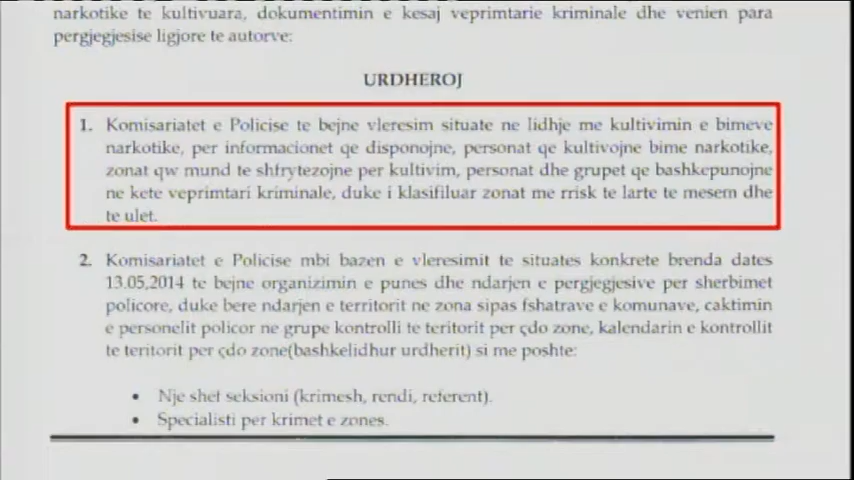 narkotike te kultivuara, dokumentimin e kesaj veprimtarie kriminale dhe venien para
pergjegjesise ligjore te autorve:
URDHEROJ
1. Komisariatet e Policise te bejne vleresim situate ne lidhje me kultivimin e bimeve
narkotike, per informacionet qe disponojne, personat qe kultivojne bime narkotike,
zonat qw mund te shfrytezojne per kultivim, personat dhe grupet qe bashkepunojne
ne kete veprimtari kriminale, duke i klasifiluar zonat me rrisk te larte te mesem dhe
te ulet.
2. Komisariatet e Policise mbi bazen e vleresimit te situates konkrete brenda dates
13.05.2014 te bejne organizimin e punes dhe ndarjen e pergjegjesive per sherbimet
policore, duke bere ndarjen e territorit ne zona sipas fshatrave e komunave, caktimin
e personelit policor ne grupe kontrolli te teritorit per çdo zone, kalendarin e kontrollit
te teritorit per çdo zone(bashkelidhur urdherit) si me poshte:
• Nje shef seksioni (krimesh, rendi, referent).
• Specialisti per krimet e zones.